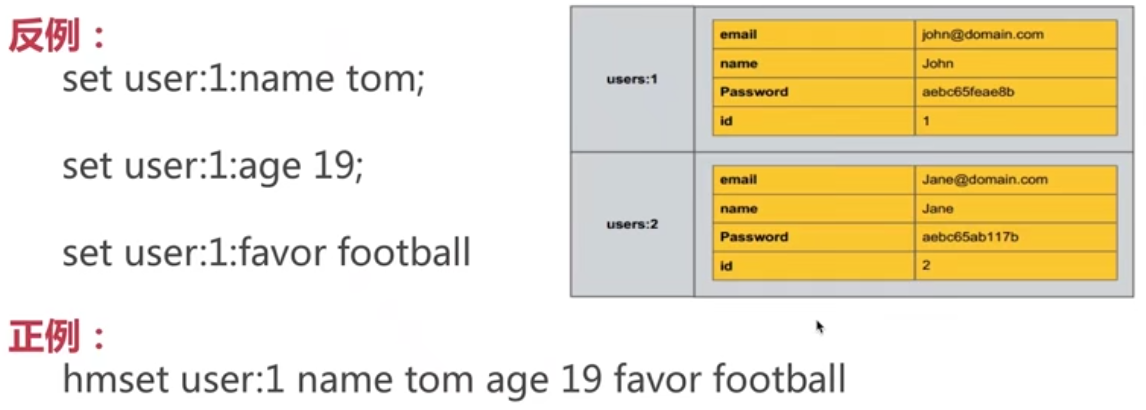 反例：
set user:1:name tom;
set user:1:age 19;
set user:1:favor football
正例：
hmset user:1 name tom age 19 favor football
users:1
email john@domain.com
name John
Password aebc65feae8b
id 1
users:2
email Jane@domain.com
name Jane
Password aebc65ab117b
id 2